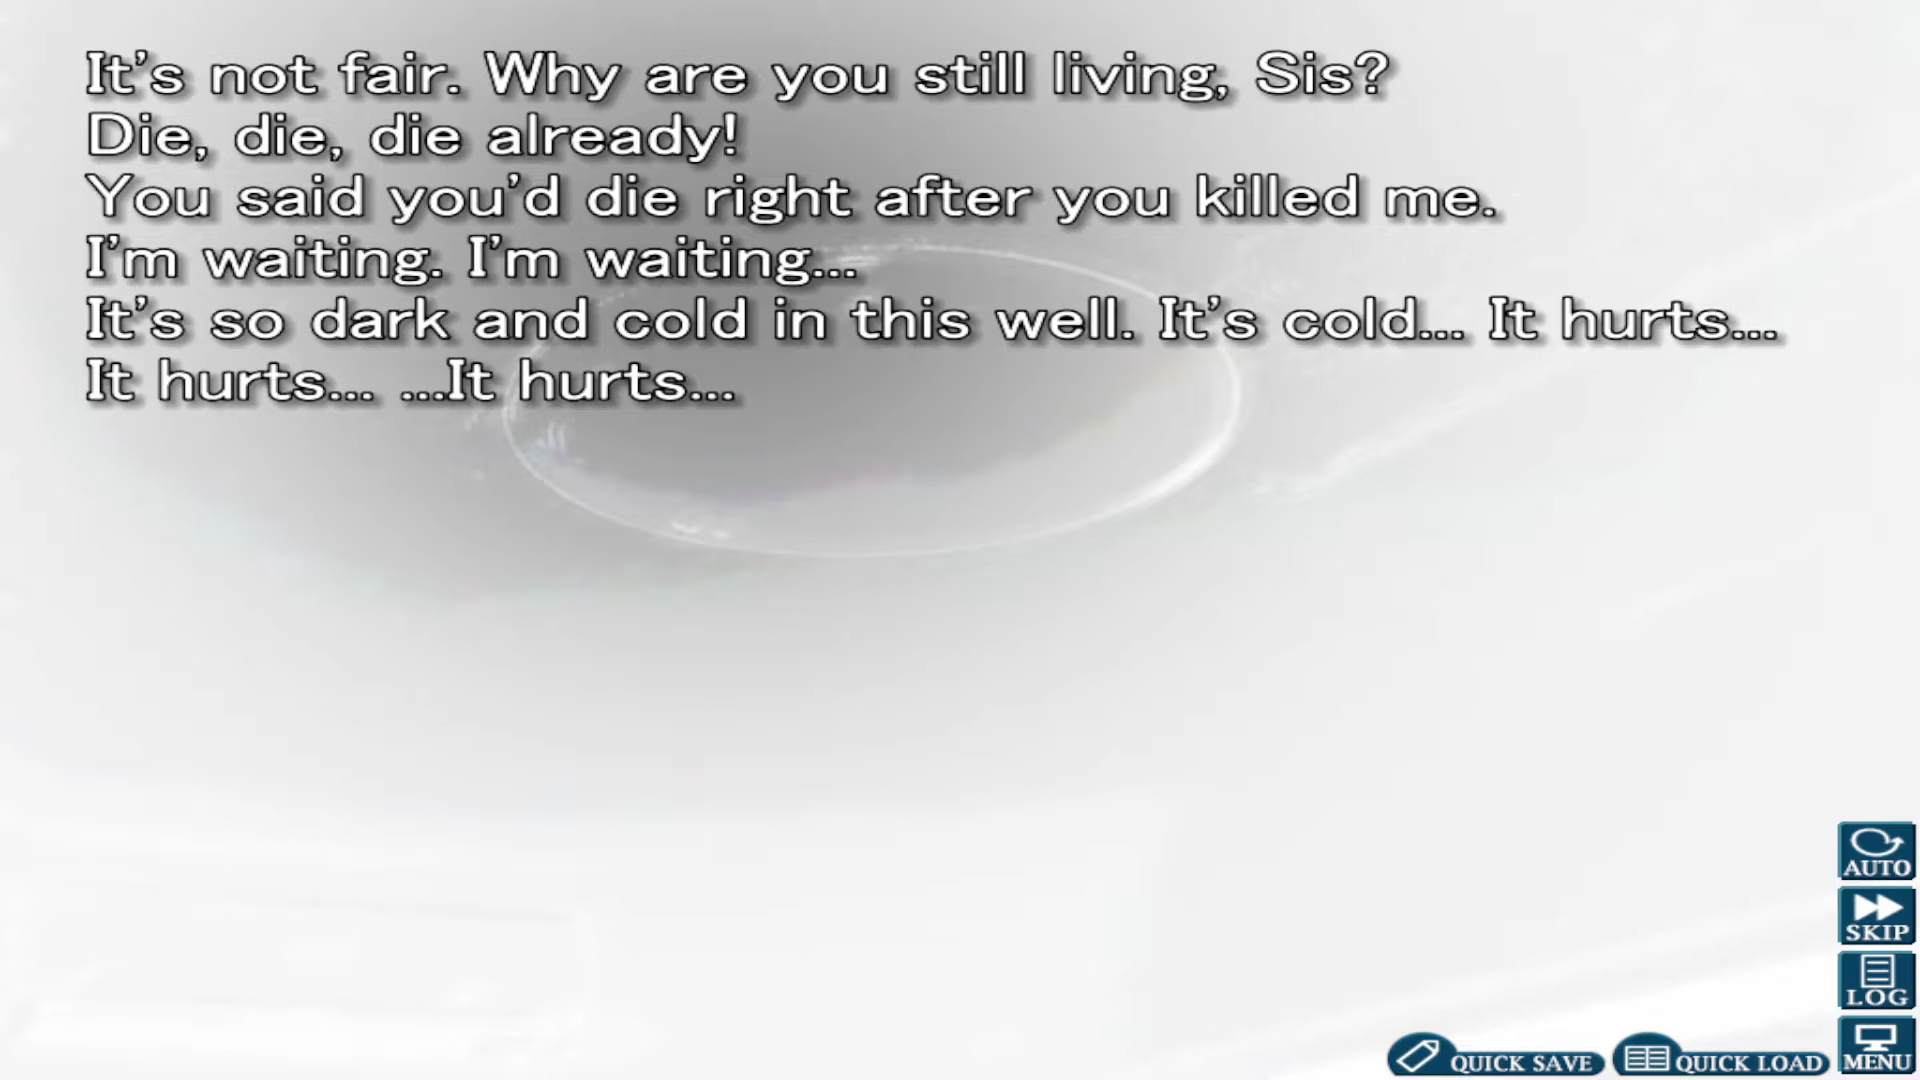 It's not fair. Why are you still living, Sis?
Die, die, die already!
You said you'd die right after you killed me.
I'm waiting. I'm waiting...
It's so dark and cold in this well. It's cold... It hurts...
It hurts... ...It hurts...
AUTO
SKIP
LOG
QUICK SAVE
QUICK LOAD
MENU